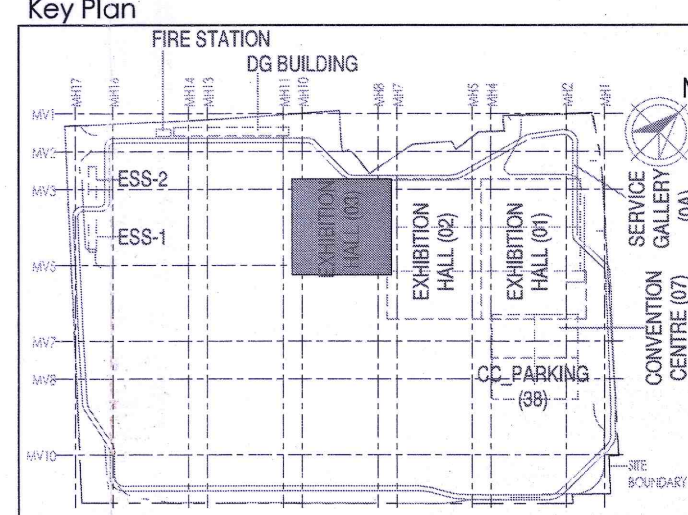 Key Plan
FIRE STATION
DG BUILDING
MH17
MH16
MH14
MH13
MH11
MH10
MH8
MH7
MH5
MH4
MH2
MH1
N
MV1
MV2
MV3
MV5
MV7
MV8
MV10
ESS-2
ESS-1
EXHIBITION
HALL (03)
EXHIBITION
HALL (02)
EXHIBITION
HALL (01)
SERVICE
GALLERY
(0A)
CONVENTION
CENTRE (07)
CC_PARKING
(38)
SITE
BOUNDARY